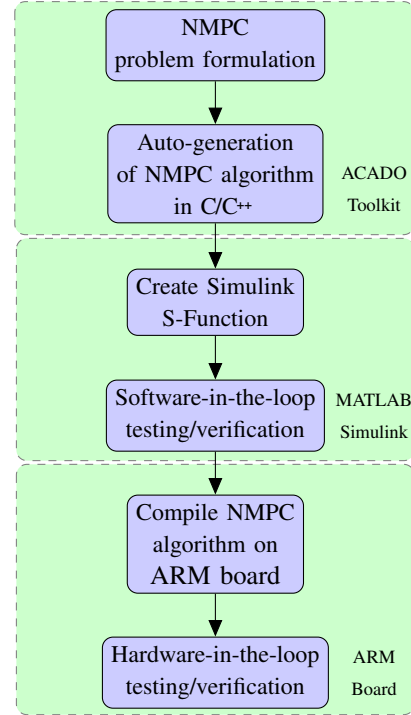 NMPC
problem formulation
Auto-generation
of NMPC algorithm
in C/C++
ACADO
Toolkit
Create Simulink
S-Function
Software-in-the-loop
testing/verification
MATLAB
Simulink
Compile NMPC
algorithm on
ARM board
Hardware-in-the-loop
testing/verification
ARM
Board